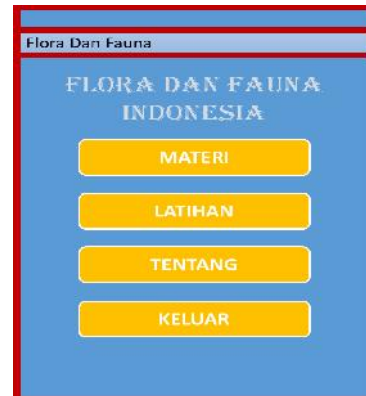 Flora Dan Fauna
FLORA DAN FAUNA
INDONESIA
MATERI
LATIHAN
TENTANG
KELUAR